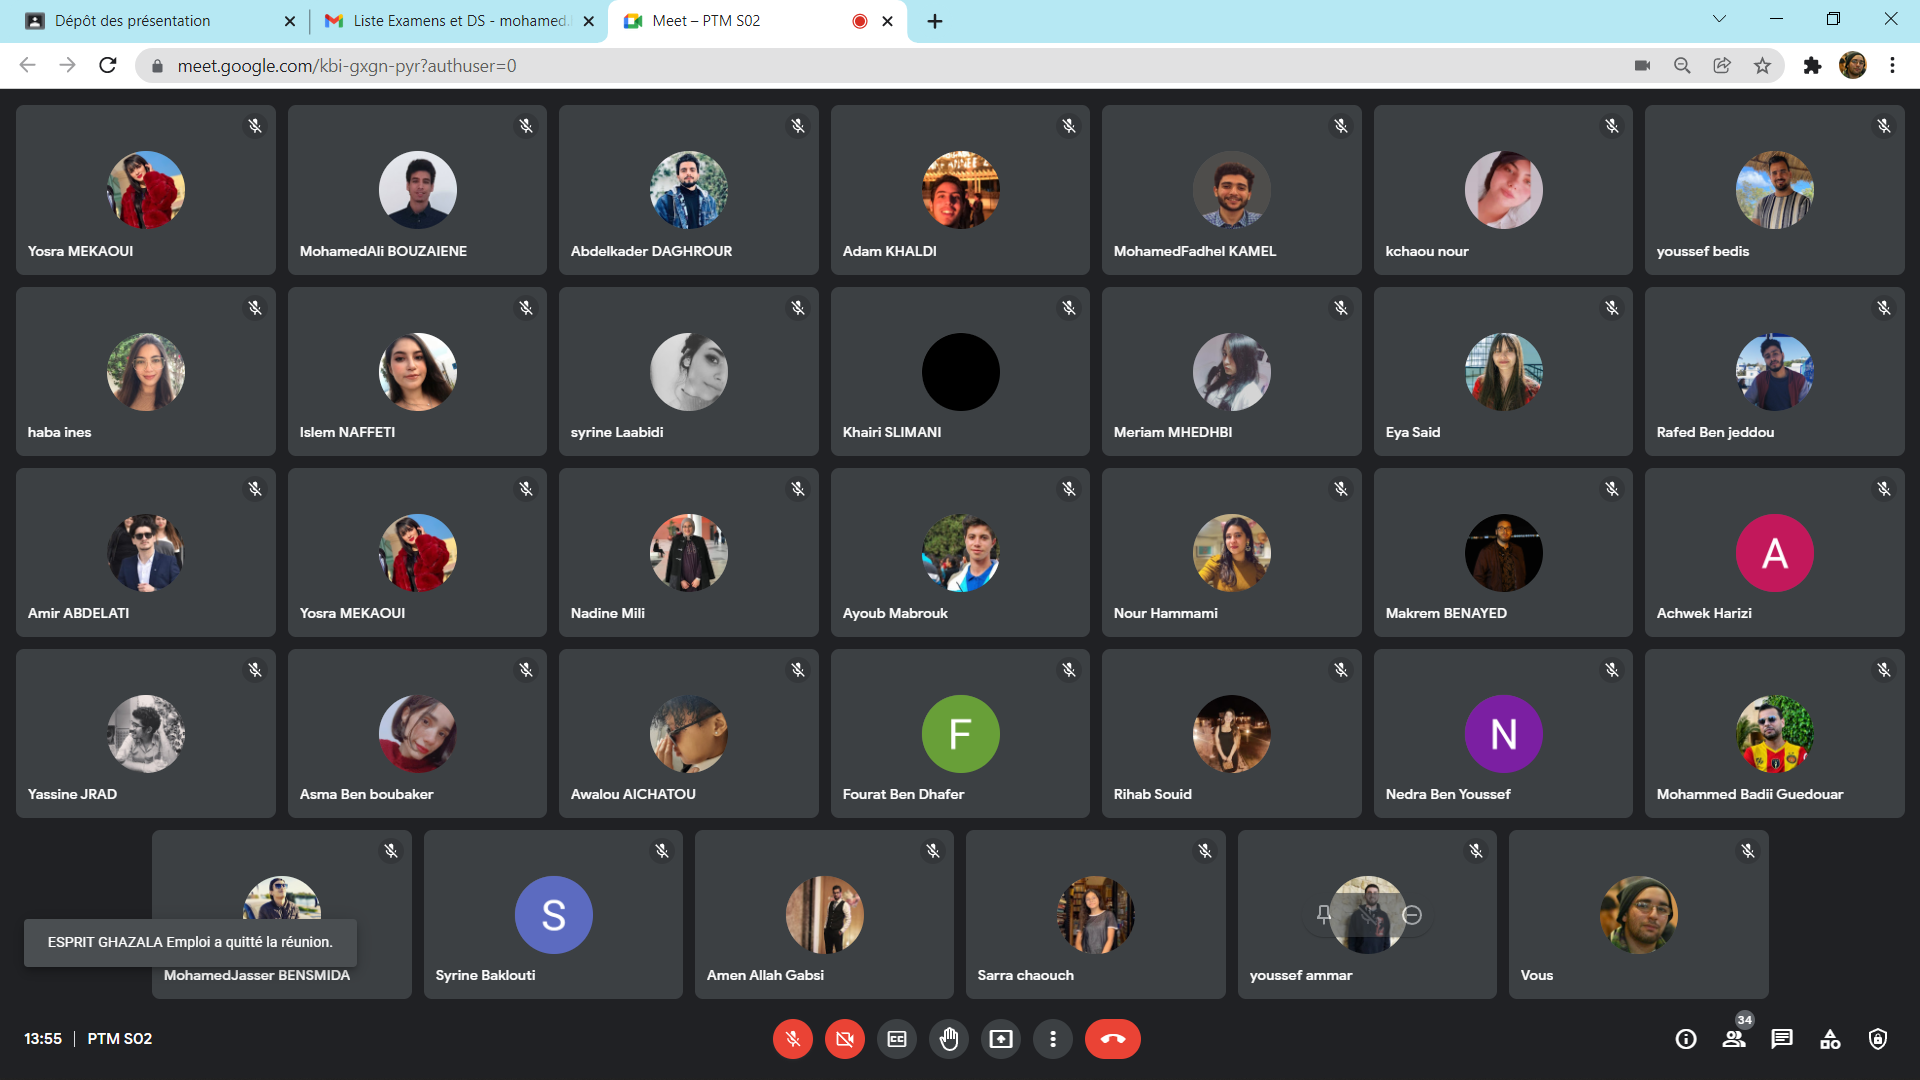 Dépôt des présentation
Liste Examens et DS - mohamed.
Meet – PTM S02
meet.google.com/kbi-gxgn-pyr?authuser=0
Yosra MEKAOUI
MohamedAli BOUZAIENE
Abdelkader DAGHROUR
Adam KHALDI
MohamedFadhel KAMEL
kchaou nour
youssef bedis
haba ines
Islem NAFFETI
syrine Laabidi
Khairi SLIMANI
Meriam MHEDHBI
Eya Said
Rafed Ben jeddou
A
Amir ABDELATI
Yosra MEKAOUI
Nadine Mili
Ayoub Mabrouk
Nour Hammami
Makrem BENAYED
Achwek Harizi
F
N
Yassine JRAD
Asma Ben boubaker
Awalou AICHATOU
Fourat Ben Dhafer
Rihab Souid
Nedra Ben Youssef
Mohammed Badii Guedouar
S
ESPRIT GHAZALA Emploi a quitté la réunion.
MohamedJasser BENSMIDA
Syrine Baklouti
Amen Allah Gabsi
Sarra chaouch
youssef ammar
Vous
13:55 | PTM S02
34